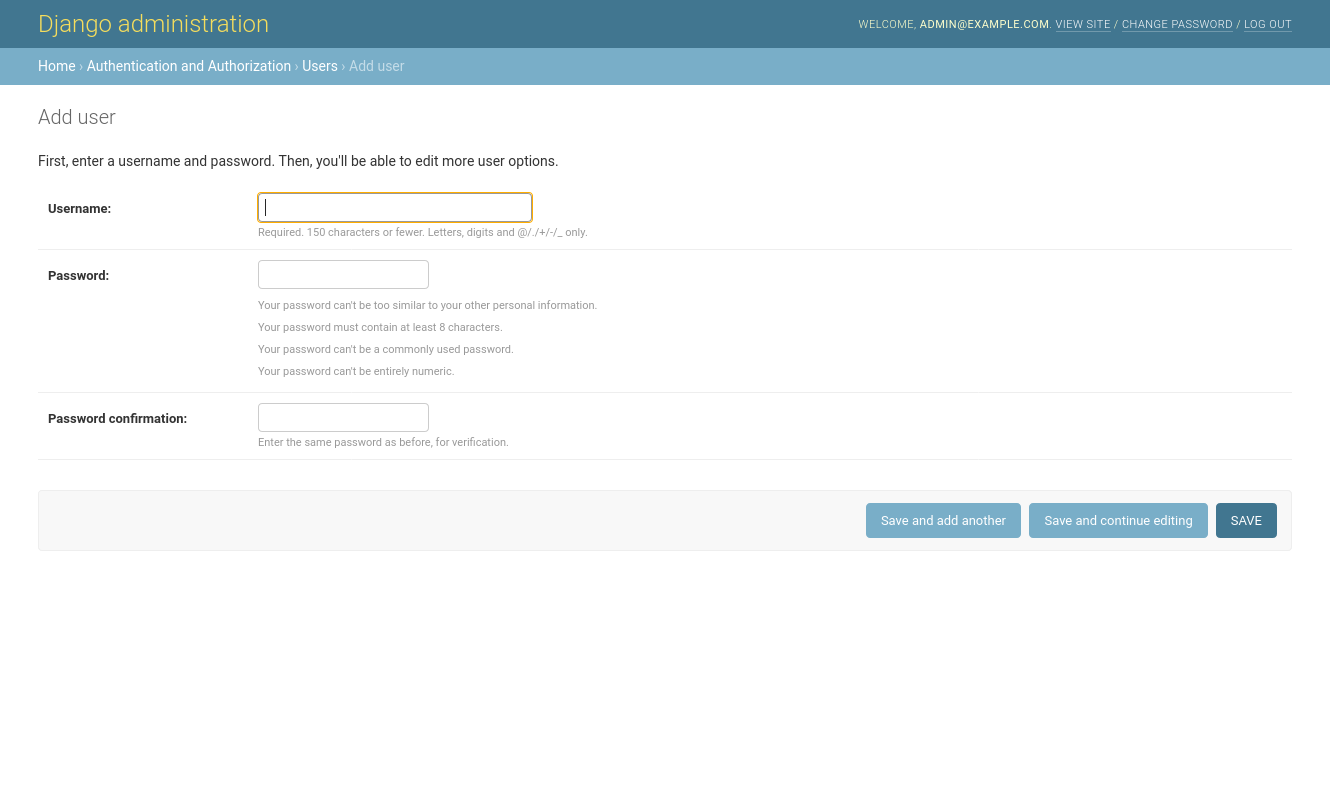 Django administration
WELCOME, ADMIN@EXAMPLE.COM. VIEW SITE / CHANGE PASSWORD / LOG OUT
Home › Authentication and Authorization › Users › Add user
Add user
First, enter a username and password. Then, you'll be able to edit more user options.
Username:
Required. 150 characters or fewer. Letters, digits and @/./+/-/_ only.
Password:
Your password can't be too similar to your other personal information.
Your password must contain at least 8 characters.
Your password can't be a commonly used password.
Your password can't be entirely numeric.
Password confirmation:
Enter the same password as before, for verification.
Save and add another
Save and continue editing
SAVE